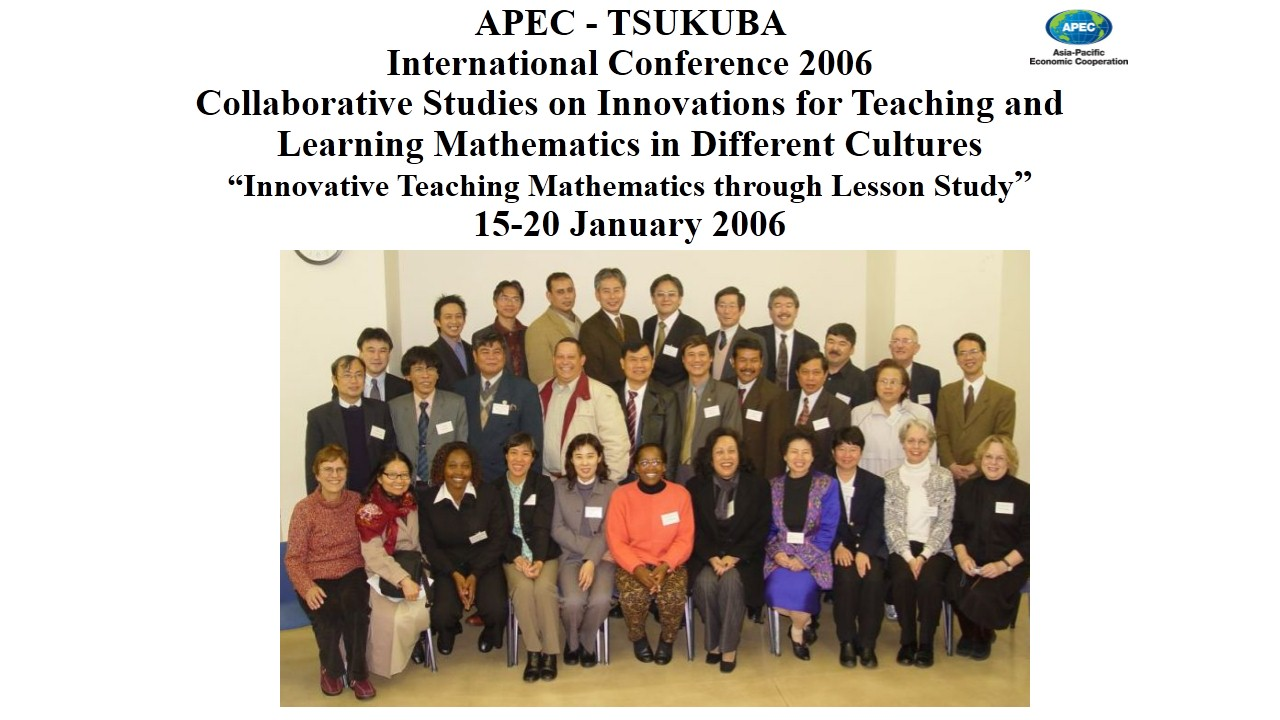 APEC - TSUKUBA
International Conference 2006
Collaborative Studies on Innovations for Teaching and
Learning Mathematics in Different Cultures
“Innovative Teaching Mathematics through Lesson Study”
15-20 January 2006
APEC
Asia-Pacific
Economic Cooperation